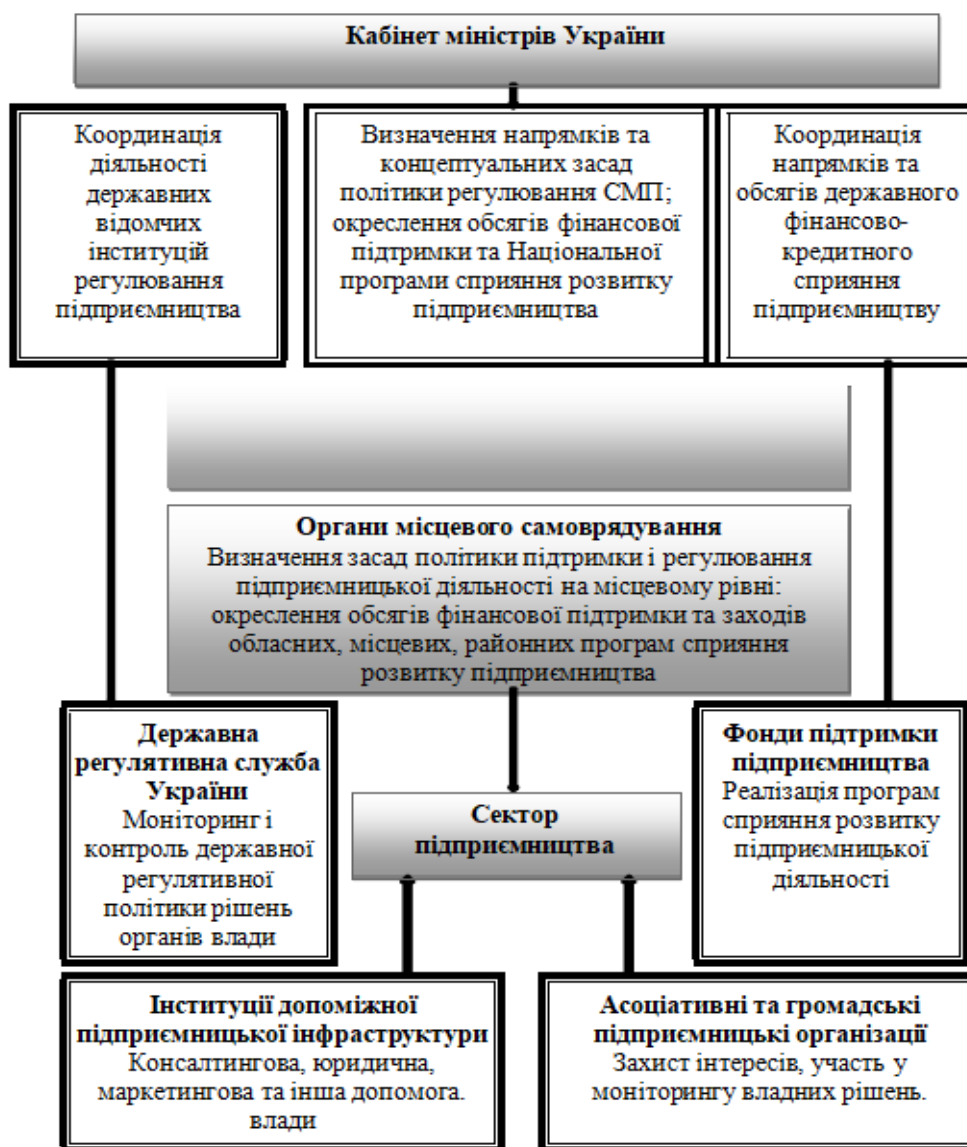 Кабінет міністрів України
Координація
діяльності
державних
відомчих
інституцій
регулювання
підприємництва
Визначення напрямків та
концептуальних засад
політики регулювання СМП;
окреслення обсягів фінансової
підтримки та Національної
програми сприяння розвитку
підприємництва
Координація
напрямків та
обсягів державного
фінансово-
кредитного
сприяння
підприємництву
Органи місцевого самоврядування
Визначення засад політики підтримки і регулювання
підприємницької діяльності на місцевому рівні:
окреслення обсягів фінансової підтримки та заходів
обласних, місцевих, районних програм сприяння
розвитку підприємництва
Державна
регулятивна служба
України
Моніторинг і
контроль державної
регулятивної
політики рішень
органів влади
Сектор
підприємництва
Фонди підтримки
підприємництва
Реалізація програм
сприяння розвитку
підприємницької
діяльності
Інституції допоміжної
підприємницької інфраструктури
Консалтингова, юридична,
маркетингова та інша допомога.
влади
Асоціативні та громадські
підприємницькі організації
Захист інтересів, участь у
моніторингу владних рішень.